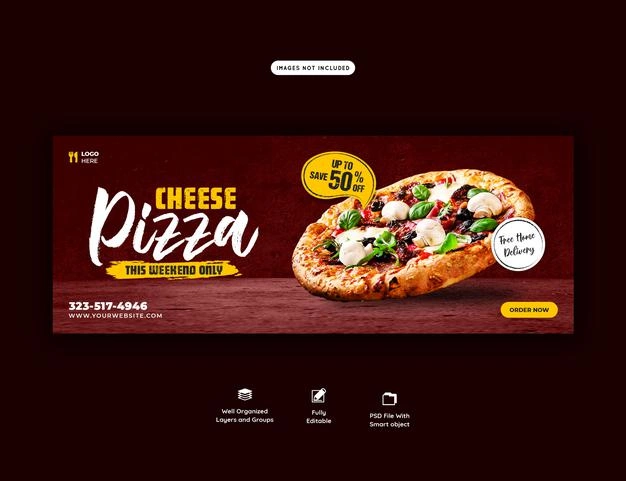 IMAGES NOT INCLUDED
LOGO
HERE
UP TO
SAVE 50% OFF
CHEESE
Pizza
THIS WEEKEND ONLY
Free Home
Delivery
323-517-4946
WWW.YOURWEBSITE.COM
ORDER NOW
Well Organized
Layers and Groups
Fully
Editable
PSD File With
Smart object